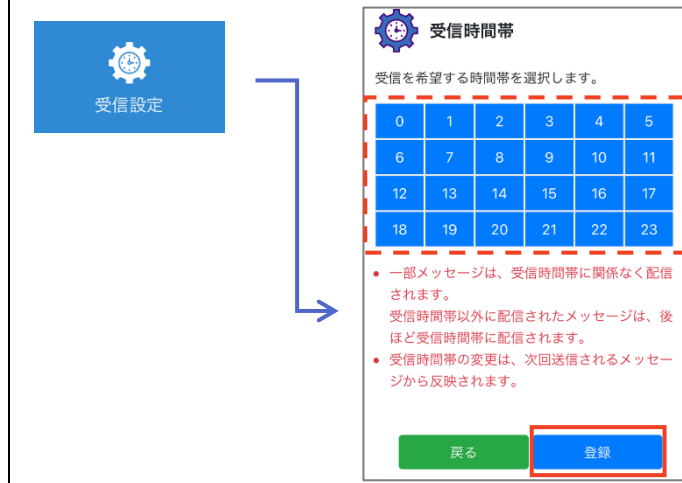 受信設定
受信時間帯
受信を希望する時間帯を選択します。
0 1 2 3 4 5
6 7 8 9 10 11
12 13 14 15 16 17
18 19 20 21 22 23
• 一部メッセージは、受信時間帯に関係なく配信
されます。
受信時間帯以外に配信されたメッセージは、後
ほど受信時間帯に配信されます。
• 受信時間帯の変更は、次回送信されるメッセー
ジから反映されます。
戻る 登録